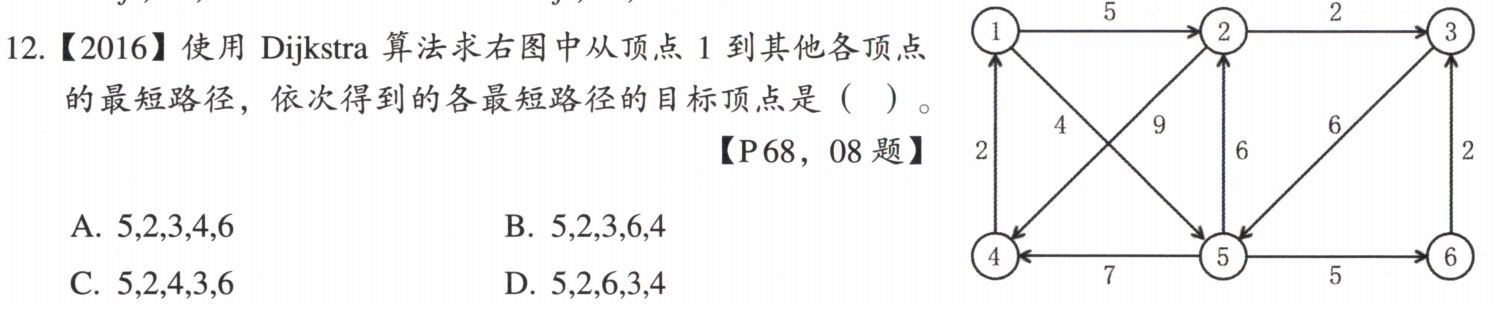 12.【2016】使用 Dijkstra 算法求右图中从顶点 1 到其他各顶点
的最短路径，依次得到的各最短路径的目标顶点是（ ）。
【P68，08 题】
A. 5,2,3,4,6
B. 5,2,3,6,4
C. 5,2,4,3,6
D. 5,2,6,3,4
5 2
1 2 3
4 9 6
2 6 2
4 5 6
7 5